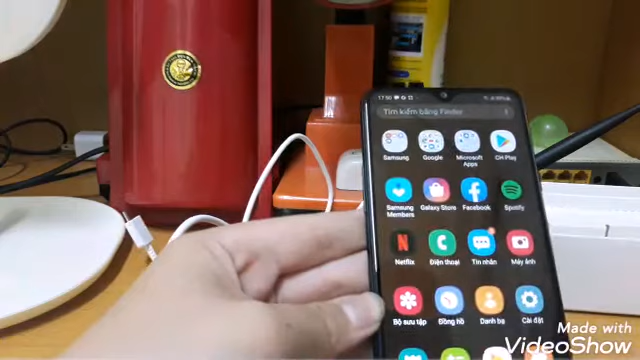 17:50
Tìm kiếm bằng Finder
Samsung
Google
Microsoft Apps
CH Play
Samsung Members
Galaxy Store
Facebook
Spotify
Netflix
Điện thoại
Tin nhắn
Máy ảnh
Bộ sưu tập
Đồng hồ
Danh bạ
Cài đặt
Made with
VideoShow